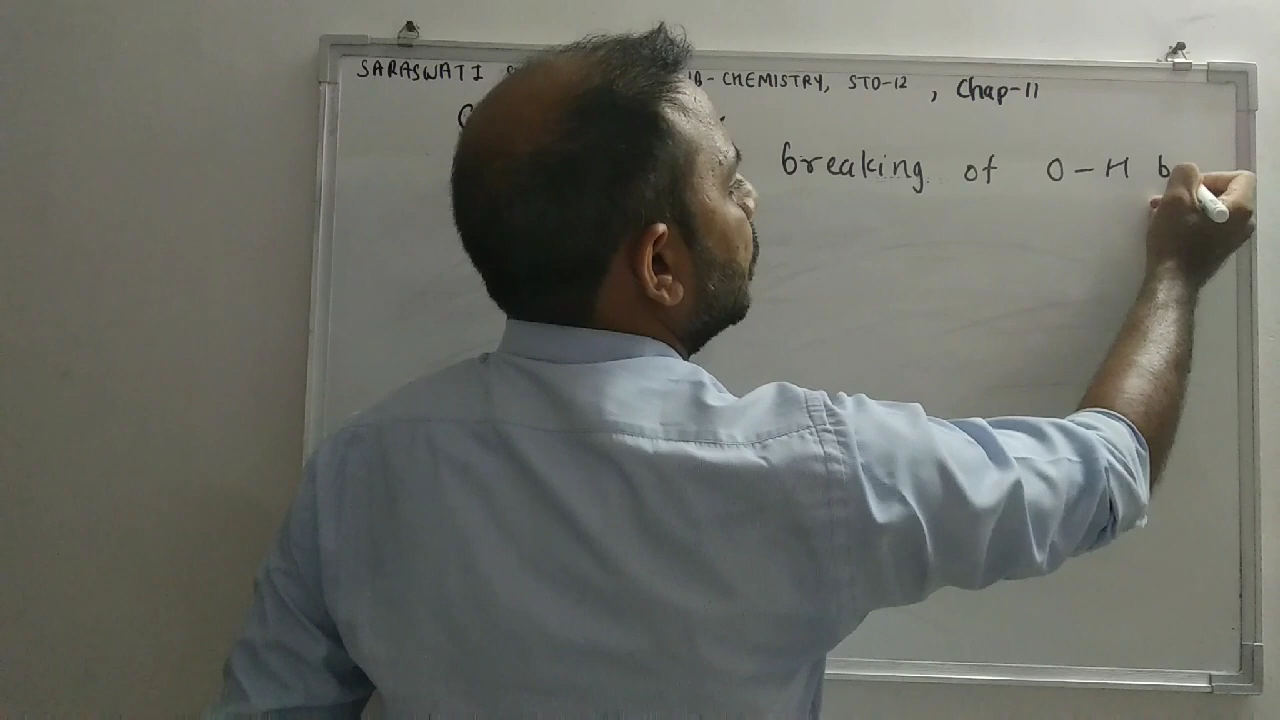 SARASWATI CHEMISTRY, STD-12, Chap-11
breaking of O-H b